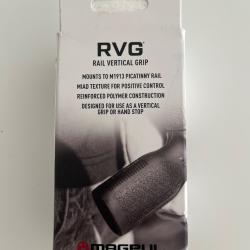 RVG®
RAIL VERTICAL GRIP
MOUNTS TO M1913 PICATINNY RAIL
MIAD TEXTURE FOR POSITIVE CONTROL
REINFORCED POLYMER CONSTRUCTION
DESIGNED FOR USE AS A VERTICAL
GRIP OR HAND STOP
MAGPUL